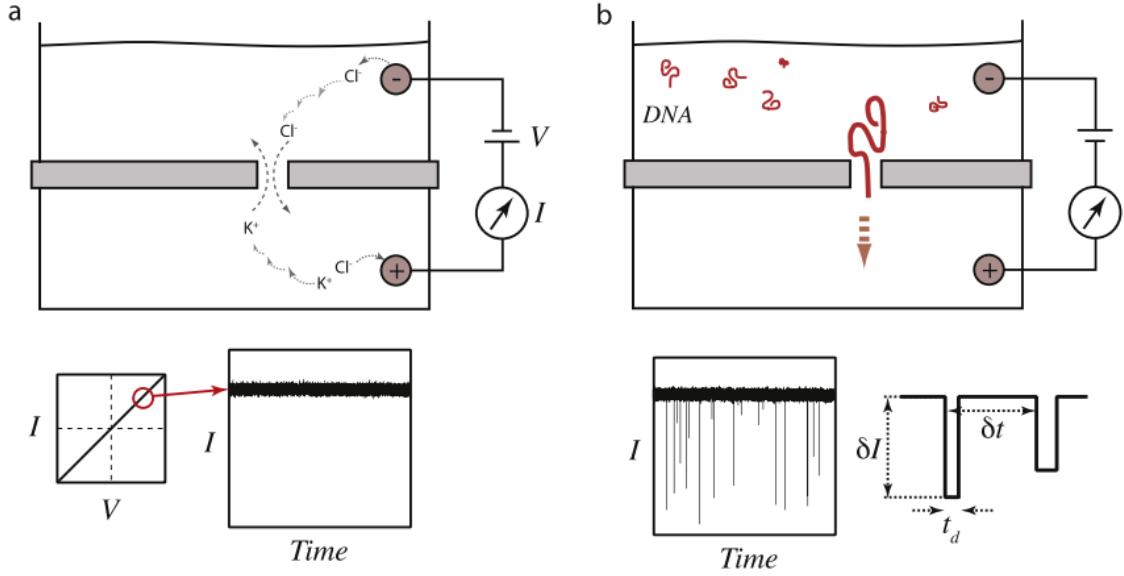 a
Cl⁻
-
Cl⁻
V
I
K⁺
Cl⁻
K⁺
+
I
V
I
Time
b
DNA
-
+
I
Time
δI
δt
t_d